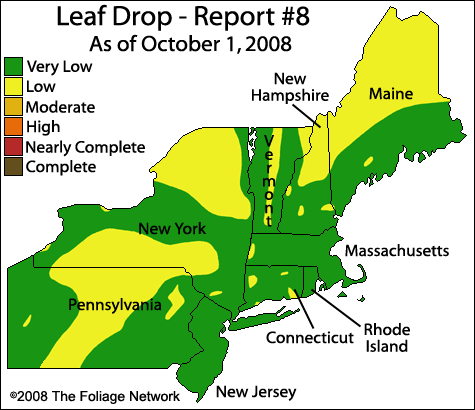 Leaf Drop - Report #8
As of October 1, 2008
Very Low
Low
Moderate
High
Nearly Complete
Complete
New
Hampshire
Maine
Vermont
New York
Massachusetts
Pennsylvania
Connecticut
Rhode
Island
New Jersey
©2008 The Foliage Network